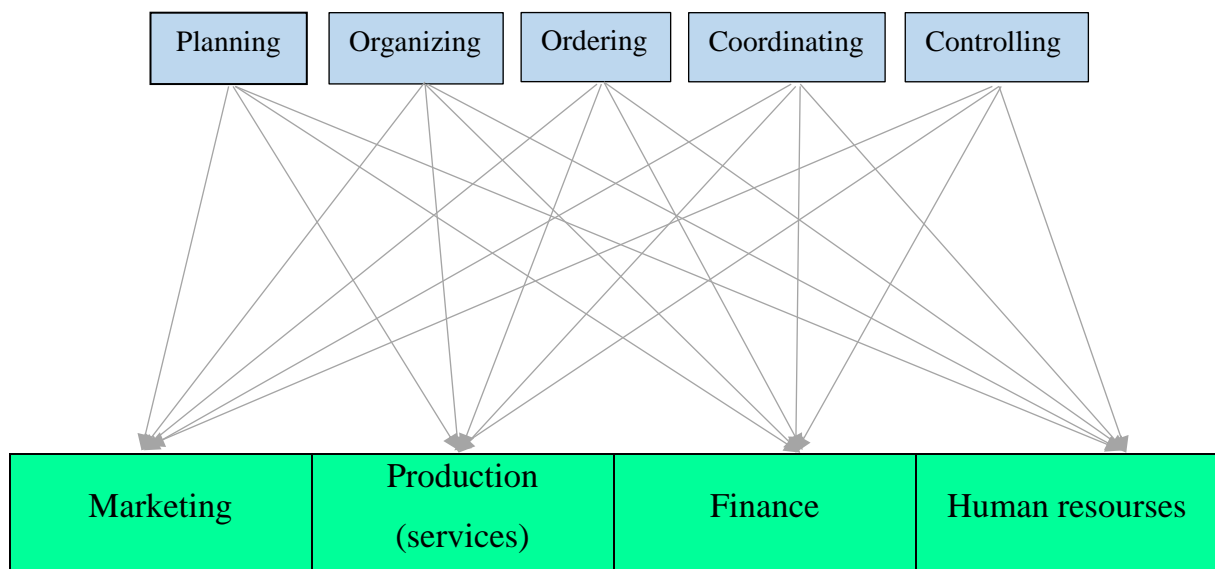 Planning
Organizing
Ordering
Coordinating
Controlling
Marketing
Production
(services)
Finance
Human resourses